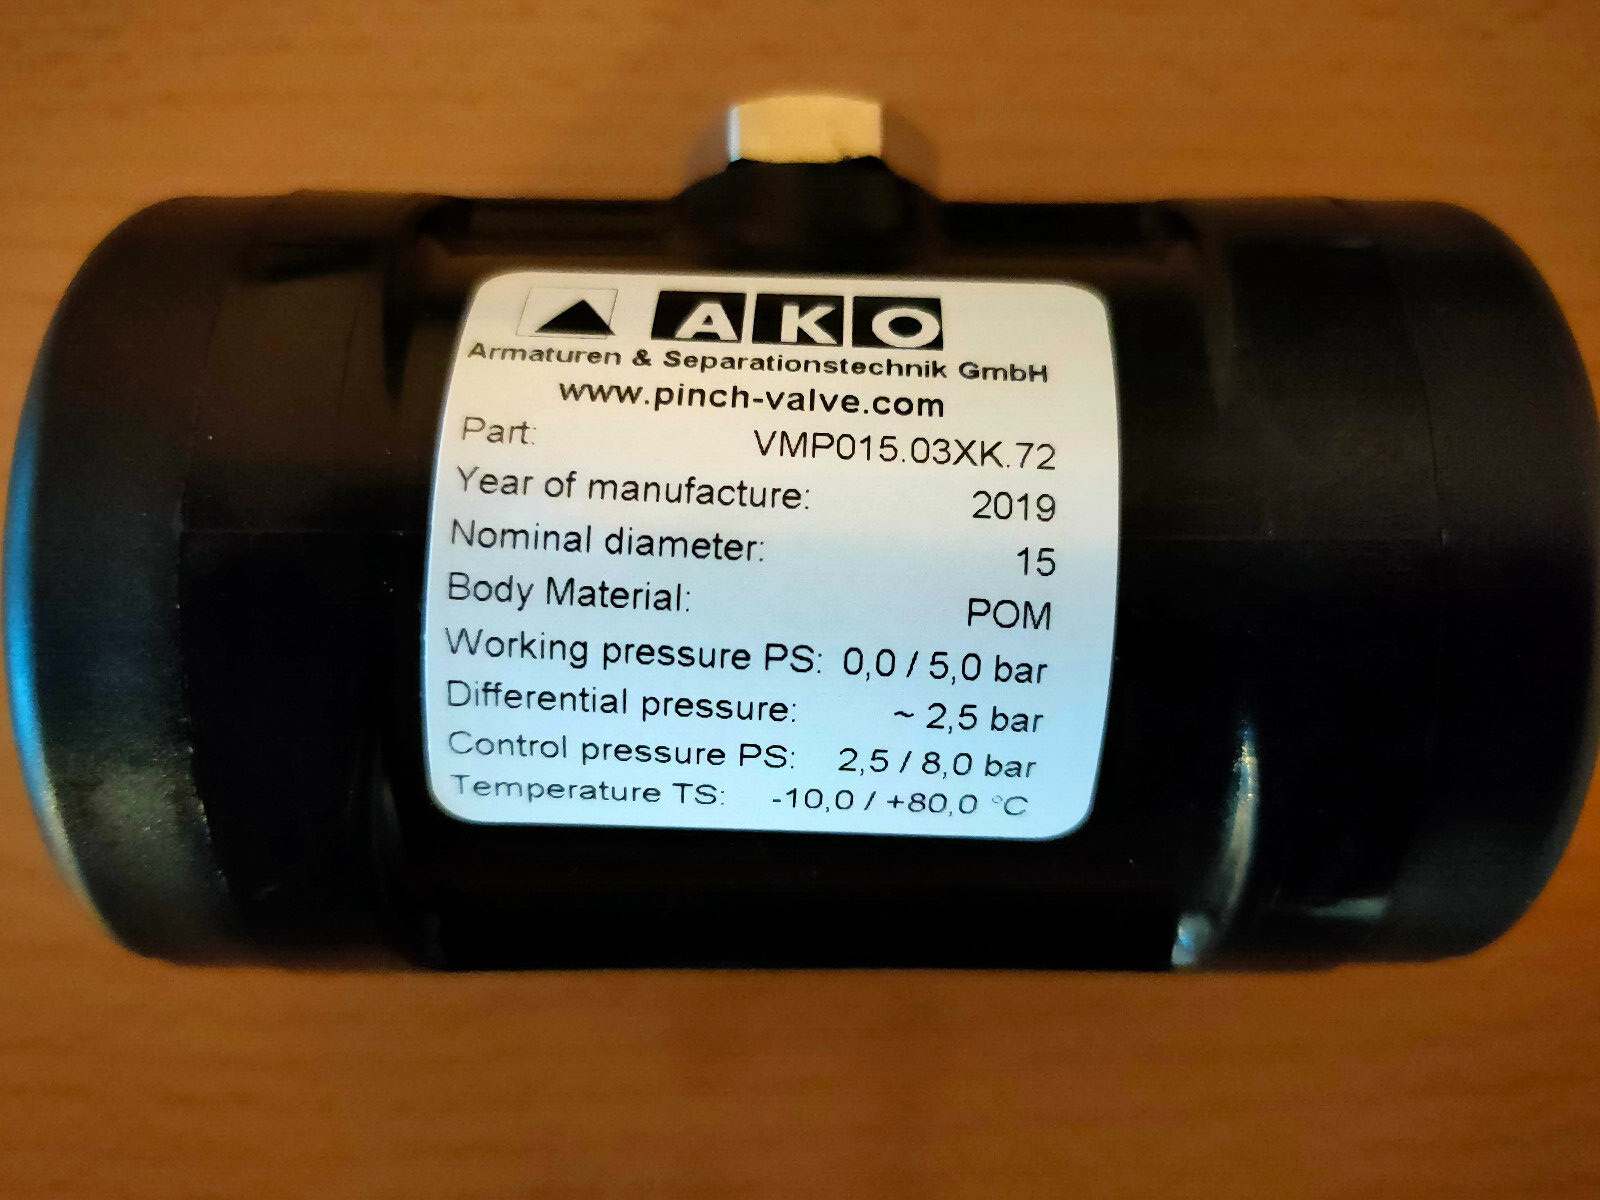 AKO
Armaturen & Separationstechnik GmbH
www.pinch-valve.com
Part: VMP015.03XK.72
Year of manufacture: 2019
Nominal diameter: 15
Body Material: POM
Working pressure PS: 0,0 / 5,0 bar
Differential pressure: ~ 2,5 bar
Control pressure PS: 2,5 / 8,0 bar
Temperature TS: -10,0 / +80,0 °C